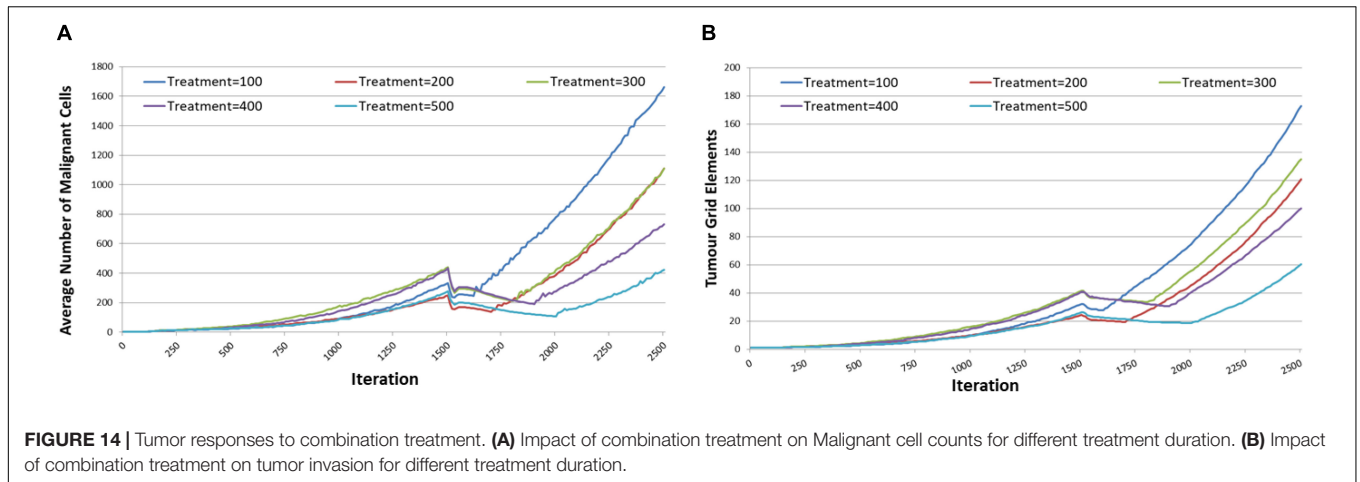 A
B
Average Number of Malignant Cells
1800
1600
1400
1200
1000
800
600
400
200
0
Treatment=100 Treatment=200 Treatment=300
Treatment=400 Treatment=500
0 250 500 750 1000 1250 1500 1750 2000 2250 2500
Iteration
Tumour Grid Elements
200
180
160
140
120
100
80
60
40
20
0
Treatment=100 Treatment=200 Treatment=300
Treatment=400 Treatment=500
0 250 500 750 1000 1250 1500 1750 2000 2250 2500
Iteration
FIGURE 14 | Tumor responses to combination treatment. (A) Impact of combination treatment on Malignant cell counts for different treatment duration. (B) Impact
of combination treatment on tumor invasion for different treatment duration.